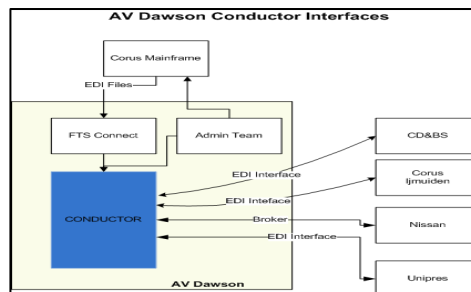 AV Dawson Conductor Interfaces
Corus Mainframe
EDI Files
FTS Connect
Admin Team
CD&BS
EDI Interface
Corus
Ijmuiden
EDI Inteface
CONDUCTOR
Broker
Nissan
EDI Interface
Unipres
AV Dawson